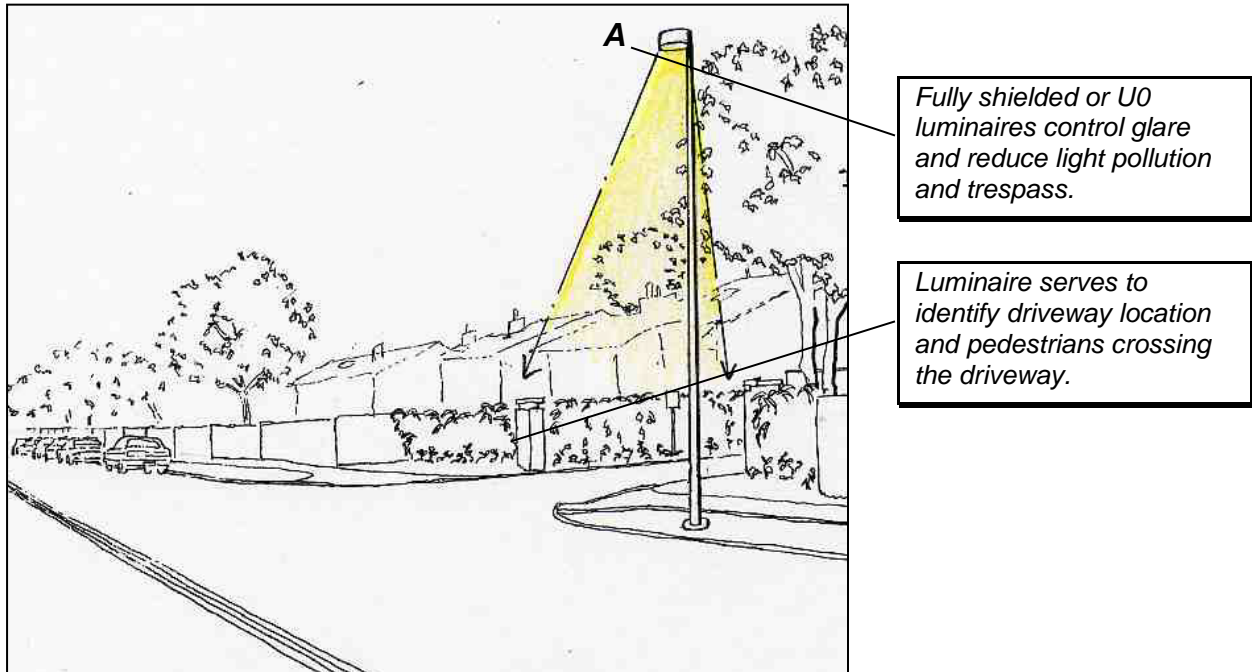 A
Fully shielded or U0
luminaires control glare
and reduce light pollution
and trespass.
Luminaire serves to
identify driveway location
and pedestrians crossing
the driveway.